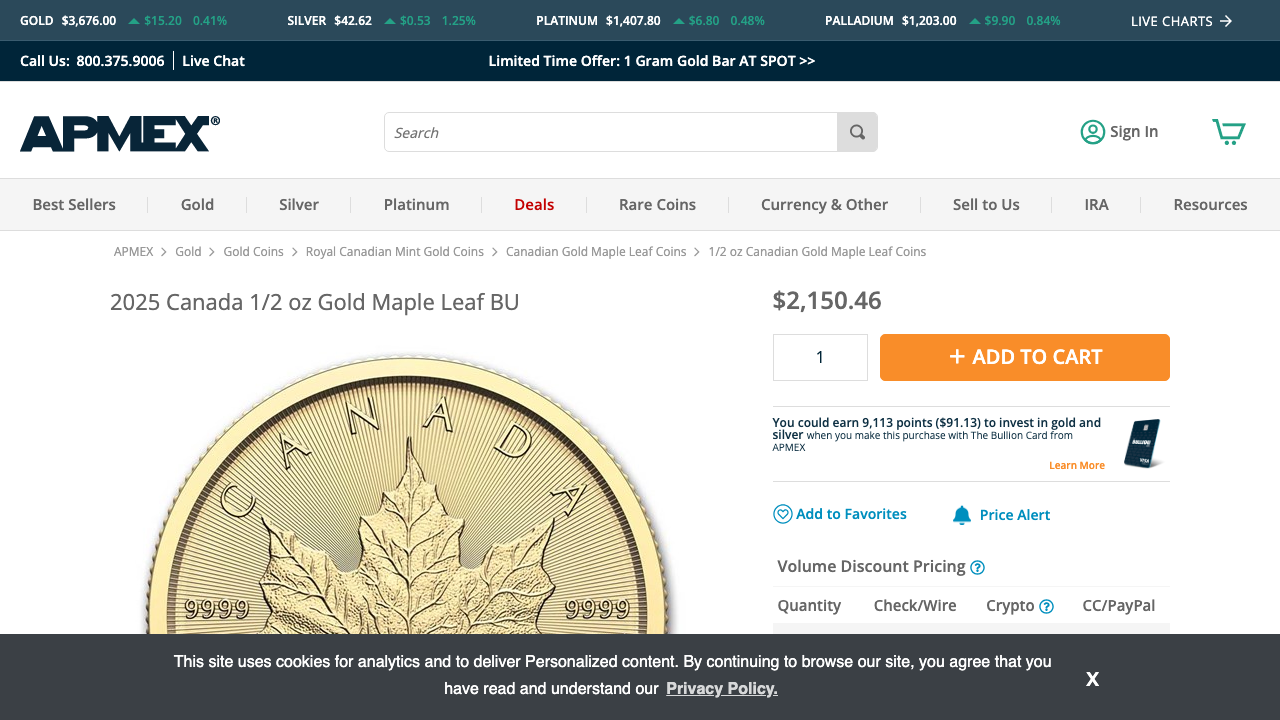 GOLD $3,676.00 $15.20 0.41% SILVER $42.62 $0.53 1.25% PLATINUM $1,407.80 $6.80 0.48% PALLADIUM $1,203.00 $9.90 0.84% LIVE CHARTS
Call Us: 800.375.9006 Live Chat Limited Time Offer: 1 Gram Gold Bar AT SPOT >>
APMEX® Search Sign In
Best Sellers Gold Silver Platinum Deals Rare Coins Currency & Other Sell to Us IRA Resources
APMEX > Gold > Gold Coins > Royal Canadian Mint Gold Coins > Canadian Gold Maple Leaf Coins > 1/2 oz Canadian Gold Maple Leaf Coins
2025 Canada 1/2 oz Gold Maple Leaf BU
CANADA
9999 9999
$2,150.46
1 + ADD TO CART
You could earn 9,113 points ($91.13) to invest in gold and
silver when you make this purchase with The Bullion Card from
APMEX
Learn More
Add to Favorites Price Alert
Volume Discount Pricing ?
Quantity Check/Wire Crypto ? CC/PayPal
This site uses cookies for analytics and to deliver Personalized content. By continuing to browse our site, you agree that you
have read and understand our Privacy Policy.
X